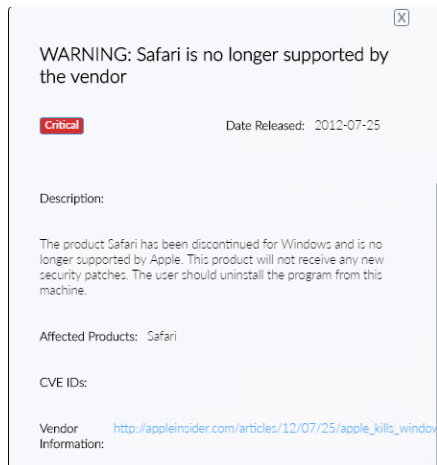 X
WARNING: Safari is no longer supported by
the vendor
Critical
Date Released: 2012-07-25
Description:
The product Safari has been discontinued for Windows and is no
longer supported by Apple. This product will not receive any new
security patches. The user should uninstall the program from this
machine.
Affected Products: Safari
CVE IDs:
Vendor Information: http://appleinsider.com/articles/12/07/25/apple_kills_window